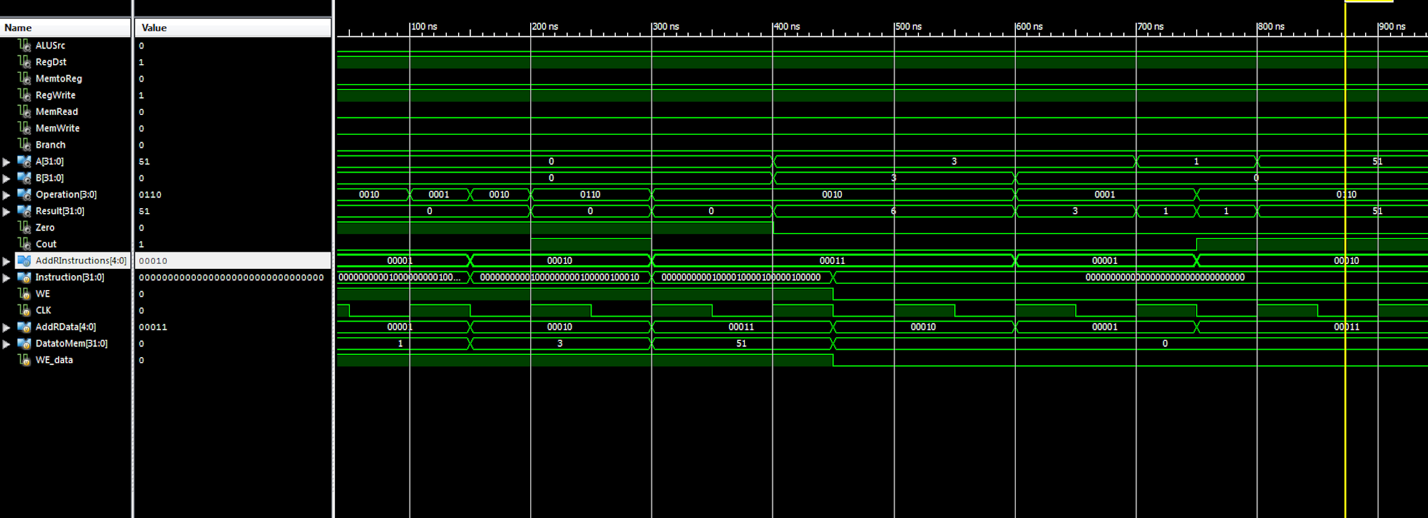 Name Value 100 ns 200 ns 300 ns 400 ns 500 ns 600 ns 700 ns 800 ns 900 ns
ALUSrc 0
RegDst 1
MemtoReg 0
RegWrite 1
MemRead 0
MemWrite 0
Branch 0
A[31:0] 51 0 3 1 51
B[31:0] 0 0 3 0
Operation[3:0] 0110 0010 0001 0010 0110 0010 0001 0110
Result[31:0] 51 0 0 0 6 3 1 1 51
Zero 0
Cout 1
AddRInstructions[4:0] 00010 00001 00010 00011 00001 00010
Instruction[31:0] 00000000000000000000000000000000 0000000000100000000100... 00000000001000000000100000100010 00000000001000010000100000100000 00000000000000000000000000000000
WE 0
CLK 0
AddRData[4:0] 00011 00001 00010 00011 00010 00001 00011
DatatoMem[31:0] 0 1 3 51 0
WE_data 0